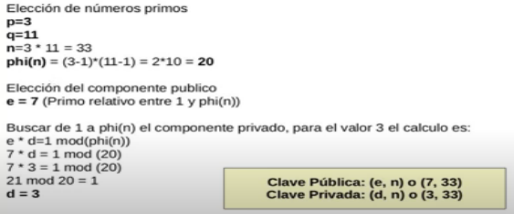 Elección de números primos
p=3
q=11
n=3 * 11 = 33
phi(n) = (3-1)*(11-1) = 2*10 = 20
Elección del componente publico
e = 7 (Primo relativo entre 1 y phi(n))
Buscar de 1 a phi(n) el componente privado, para el valor 3 el calculo es:
e * d=1 mod(phi(n))
7 * d = 1 mod (20)
7 * 3 = 1 mod (20)
21 mod 20 = 1
d = 3
Clave Pública: (e, n) o (7, 33)
Clave Privada: (d, n) o (3, 33)